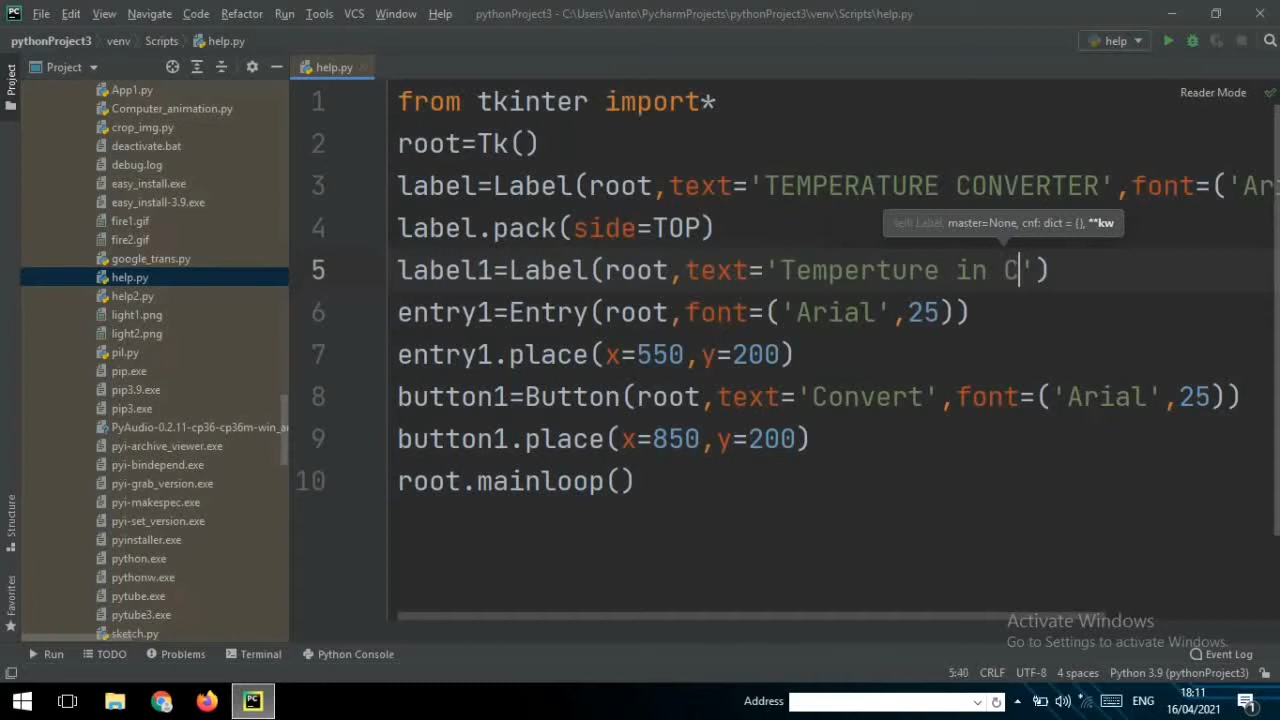 File Edit View Navigate Code Refactor Run Tools VCS Window Help pythonProject3 - C:\Users\Vanto\PycharmProjects\pythonProject3\venv\Scripts\help.py
pythonProject3 venv Scripts help.py help
Project help.py
Project
App1.py
Computer_animation.py
crop_img.py
deactivate.bat
debug.log
easy_install.exe
easy_install-3.9.exe
fire1.gif
fire2.gif
google_trans.py
help.py
help2.py
light1.png
light2.png
pil.py
pip.exe
pip3.9.exe
pip3.exe
PyAudio-0.2.11-cp36-cp36m-win_a
pyi-archive_viewer.exe
pyi-bindepend.exe
pyi-grab_version.exe
pyi-makespec.exe
pyi-set_version.exe
pyinstaller.exe
python.exe
pythonw.exe
pytube.exe
pytube3.exe
sketch.py
Structure
Favorites
Reader Mode
1 from tkinter import*
2 root=Tk()
3 label=Label(root,text='TEMPERATURE CONVERTER',font=('Ar
4 label.pack(side=TOP)
self: Label, master=None, cnf: dict = {}, **kw
5 label1=Label(root,text='Temperture in C')
6 entry1=Entry(root,font=('Arial',25))
7 entry1.place(x=550,y=200)
8 button1=Button(root,text='Convert',font=('Arial',25))
9 button1.place(x=850,y=200)
10 root.mainloop()
Activate Windows
Go to Settings to activate Windows.
Run TODO Problems Terminal Python Console Event Log
5:40 CRLF UTF-8 4 spaces Python 3.9 (pythonProject3)
Address ENG 18:11
16/04/2021 1